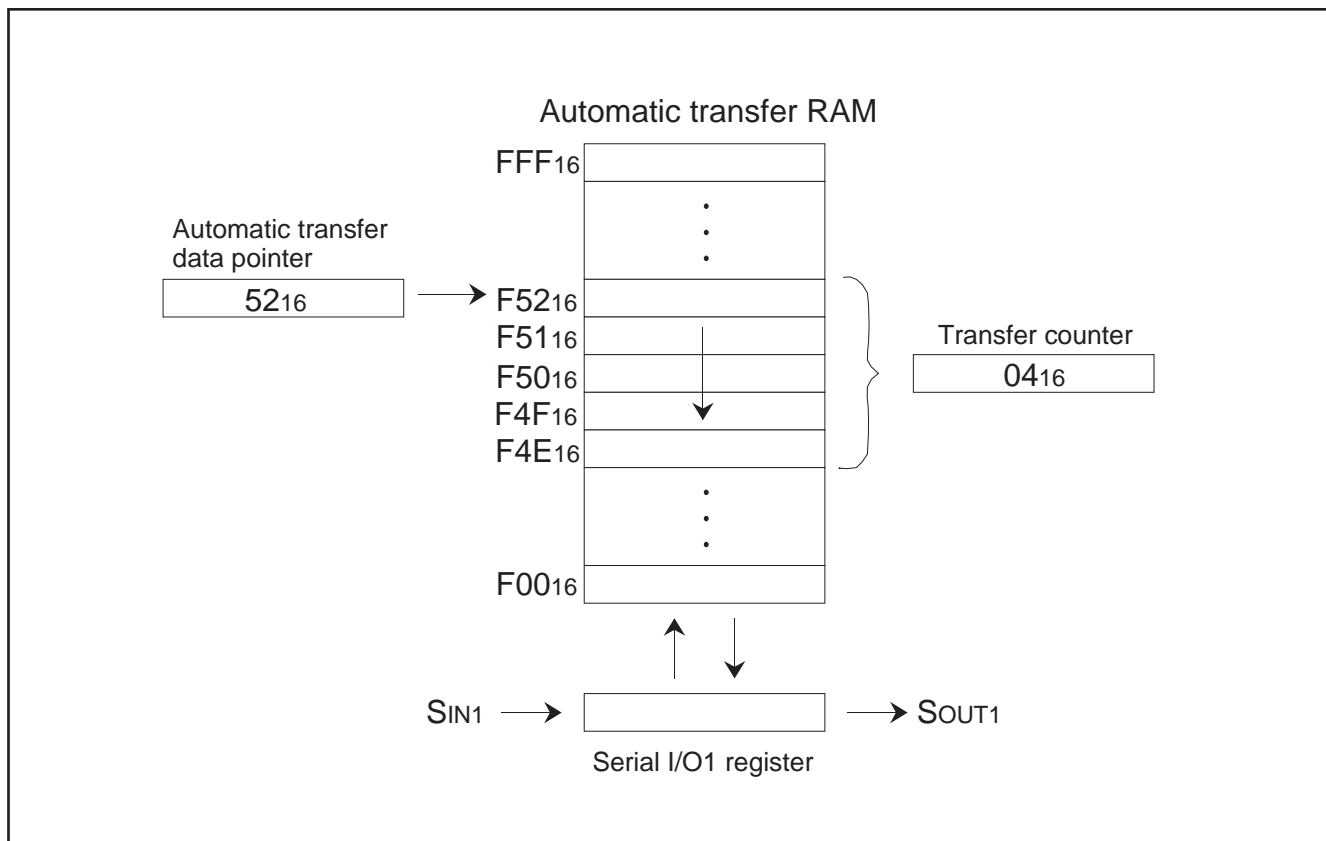 Automatic transfer RAM
FFF16
Automatic transfer
data pointer
5216
F5216
F5116
F5016
F4F16
F4E16
Transfer counter
0416
F0016
SIN1
SOUT1
Serial I/O1 register